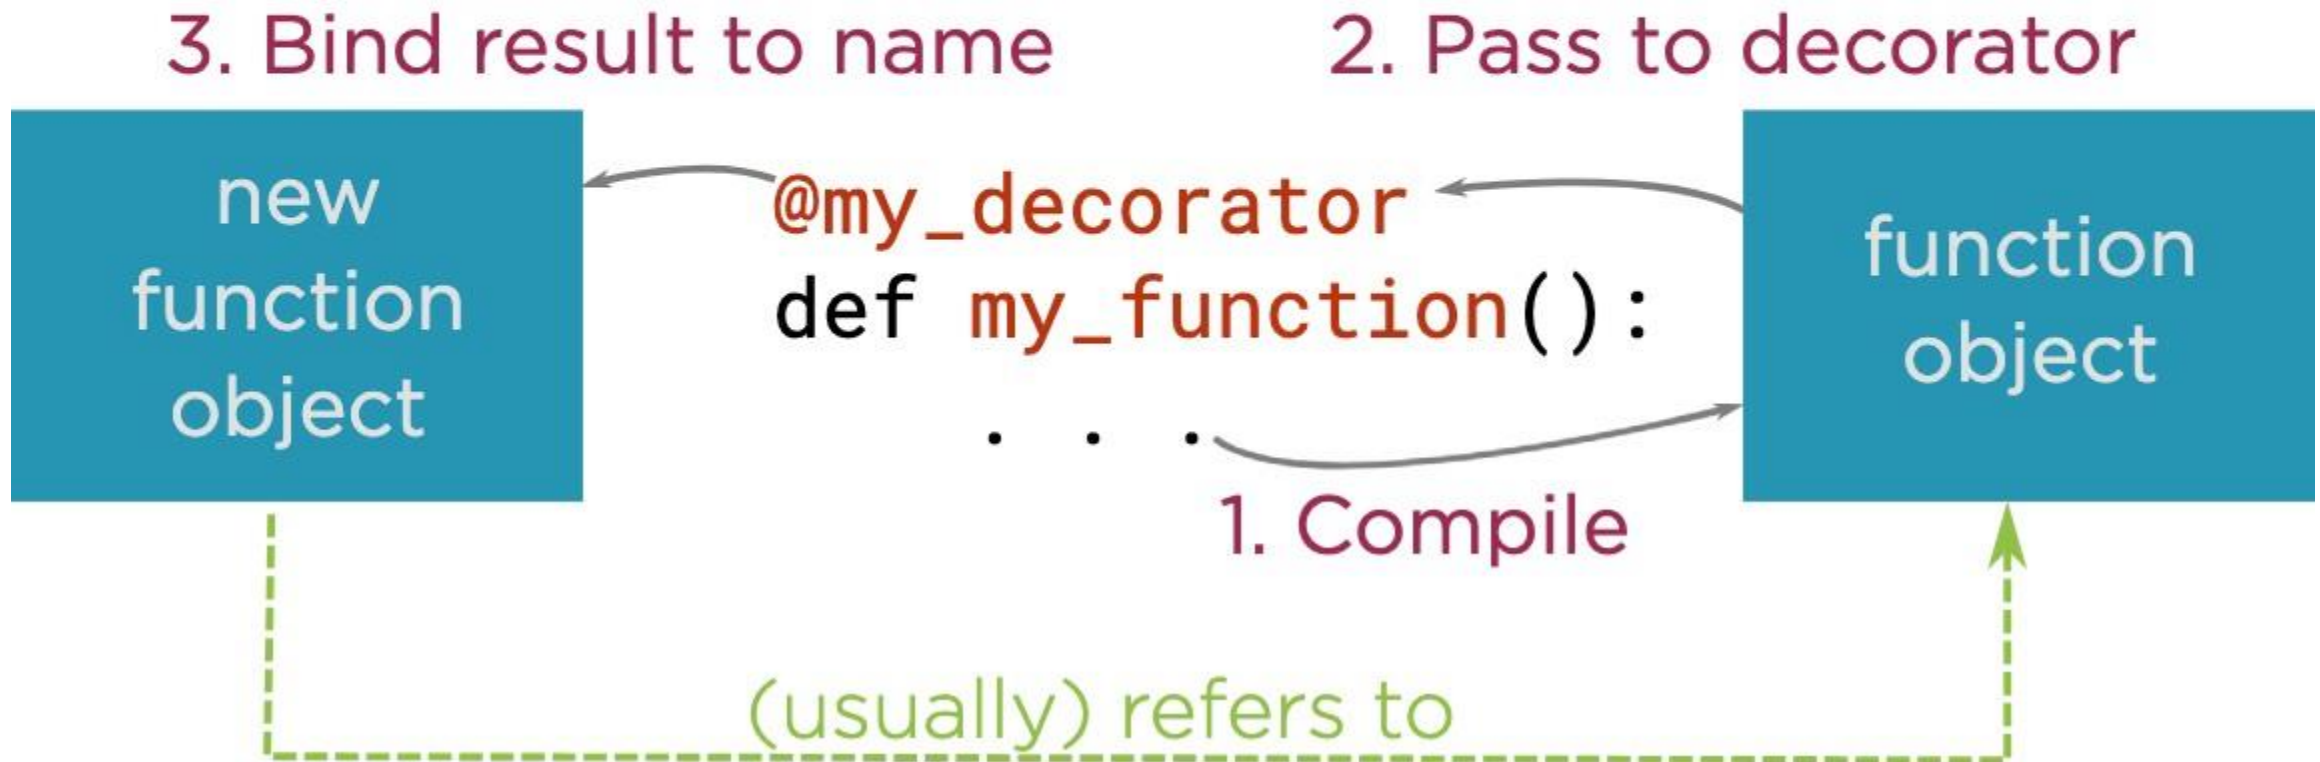 3. Bind result to name
2. Pass to decorator
new
function
object
@my_decorator
def my_function():
. . .
function
object
1. Compile
(usually) refers to